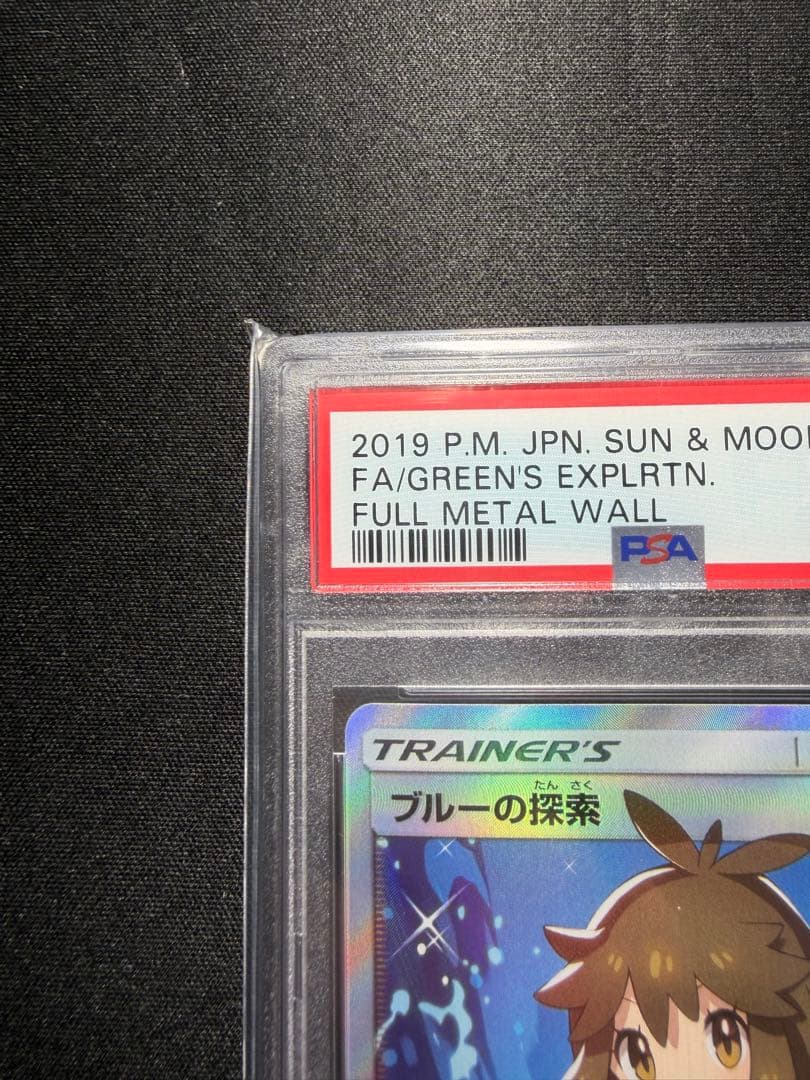 2019 P.M. JPN. SUN & MOO
FA/GREEN'S EXPLRTN.
FULL METAL WALL
PSA
TRAINER'S
たん さく
ブルーの探索